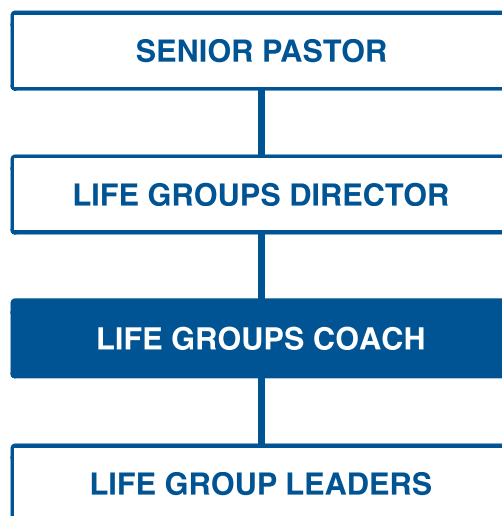 SENIOR PASTOR
LIFE GROUPS DIRECTOR
LIFE GROUPS COACH
LIFE GROUP LEADERS